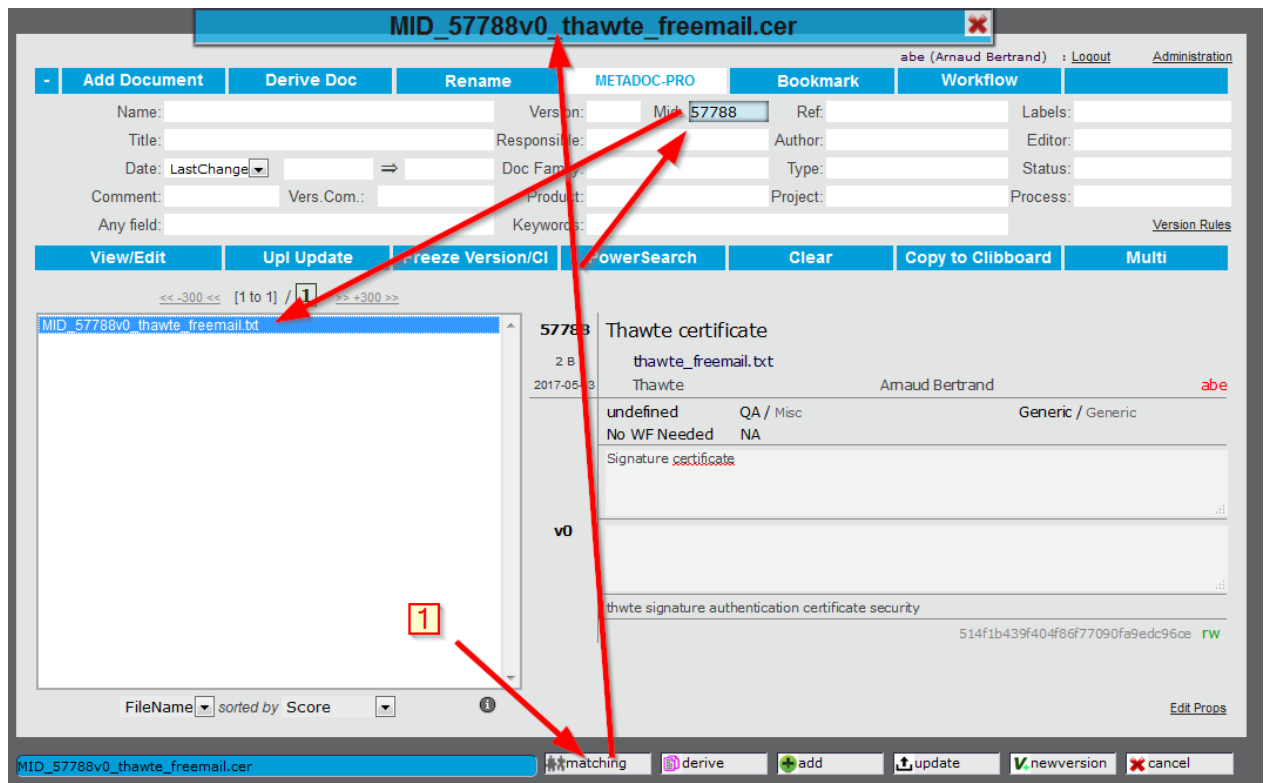 MID_57788v0_thawte_freemail.cer
abe (Arnaud Bertrand) : Logout Administration
- Add Document Derive Doc Rename METADOC-PRO Bookmark Workflow
Name: Version: Mid: 57788 Ref: Labels:
Title: Responsible: Author: Editor:
Date: LastChange ⇒ Doc Family: Type: Status:
Comment: Vers.Com.: Product: Project: Process:
Any field: Keywords: Version Rules
View/Edit Upl Update Freeze Version/CI PowerSearch Clear Copy to Clibboard Multi
<< -300 << [1 to 1] / 1 >> +300 >>
MID_57788v0_thawte_freemail.txt
57788 Thawte certificate
2 B thawte_freemail.txt
2017-05-03 Thawte Arnaud Bertrand abe
undefined QA / Misc Generic / Generic
No WF Needed NA
Signature certificate
v0
thwte signature authentication certificate security
1
514f1b439f404f86f77090fa9edc96ce rw
FileName sorted by Score
Edit Props
MID_57788v0_thawte_freemail.cer matching derive add update newversion cancel